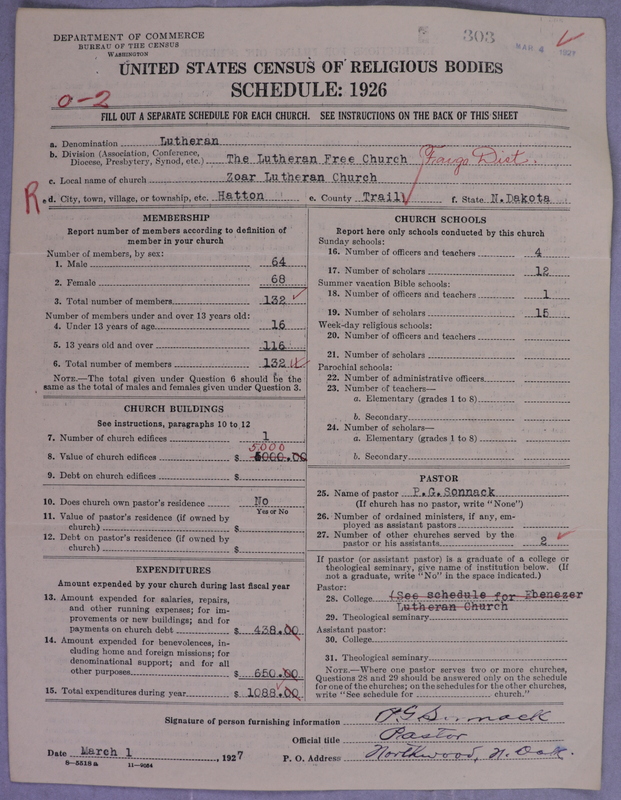 DEPARTMENT OF COMMERCE
BUREAU OF THE CENSUS
WASHINGTON
303
MAR 4 1927
UNITED STATES CENSUS OF RELIGIOUS BODIES
SCHEDULE: 1926
0-2
FILL OUT A SEPARATE SCHEDULE FOR EACH CHURCH. SEE INSTRUCTIONS ON THE BACK OF THIS SHEET
a. Denomination Lutheran
b. Division (Association, Conference, Diocese, Presbytery, Synod, etc.) The Lutheran Free Church Fargo Dist.
c. Local name of church Zoar Lutheran Church
R d. City, town, village, or township, etc. Hatton e. County Traill f. State N.Dakota
MEMBERSHIP
Report number of members according to definition of
member in your church
Number of members, by sex:
1. Male 64
2. Female 68
3. Total number of members 132
Number of members under and over 13 years old:
4. Under 13 years of age 16
5. 13 years old and over 116
6. Total number of members 132
NOTE.—The total given under Question 6 should be the
same as the total of males and females given under Question 3.
CHURCH BUILDINGS
See instructions, paragraphs 10 to 12
7. Number of church edifices 1
5000
8. Value of church edifices $ 5000.00
9. Debt on church edifices $
10. Does church own pastor's residence No
Yes or No
11. Value of pastor's residence (if owned by
church) $
12. Debt on pastor's residence (if owned by
church) $
EXPENDITURES
Amount expended by your church during last fiscal year
13. Amount expended for salaries, repairs,
and other running expenses; for im-
provements or new buildings; and for
payments on church debt $ 438.00
14. Amount expended for benevolences, in-
cluding home and foreign missions; for
denominational support; and for all
other purposes $ 650.00
15. Total expenditures during year $ 1088.00
CHURCH SCHOOLS
Report here only schools conducted by this church
Sunday schools:
16. Number of officers and teachers 4
17. Number of scholars 12
Summer vacation Bible schools:
18. Number of officers and teachers 1
19. Number of scholars 15
Week-day religious schools:
20. Number of officers and teachers
21. Number of scholars
Parochial schools:
22. Number of administrative officers
23. Number of teachers—
a. Elementary (grades 1 to 8)
b. Secondary
24. Number of scholars—
a. Elementary (grades 1 to 8)
b. Secondary
PASTOR
25. Name of pastor P.G.Sonnack
(If church has no pastor, write "None")
26. Number of ordained ministers, if any, em-
ployed as assistant pastors
27. Number of other churches served by the
pastor or his assistants 2
If pastor (or assistant pastor) is a graduate of a college or
theological seminary, give name of institution below. (If
not a graduate, write "No" in the space indicated.)
Pastor:
28. College (See schedule for Ebenezer
Lutheran Church
29. Theological seminary
Assistant pastor:
30. College
31. Theological seminary
NOTE.—Where one pastor serves two or more churches,
Questions 28 and 29 should be answered only on the schedule
for one of the churches; on the schedules for the other churches,
write "See schedule for church."
Signature of person furnishing information P G Sonnack
Official title Pastor
Date March 1, 1927 P. O. Address Northwood, N. Dak.
8—5518 a 11—9054